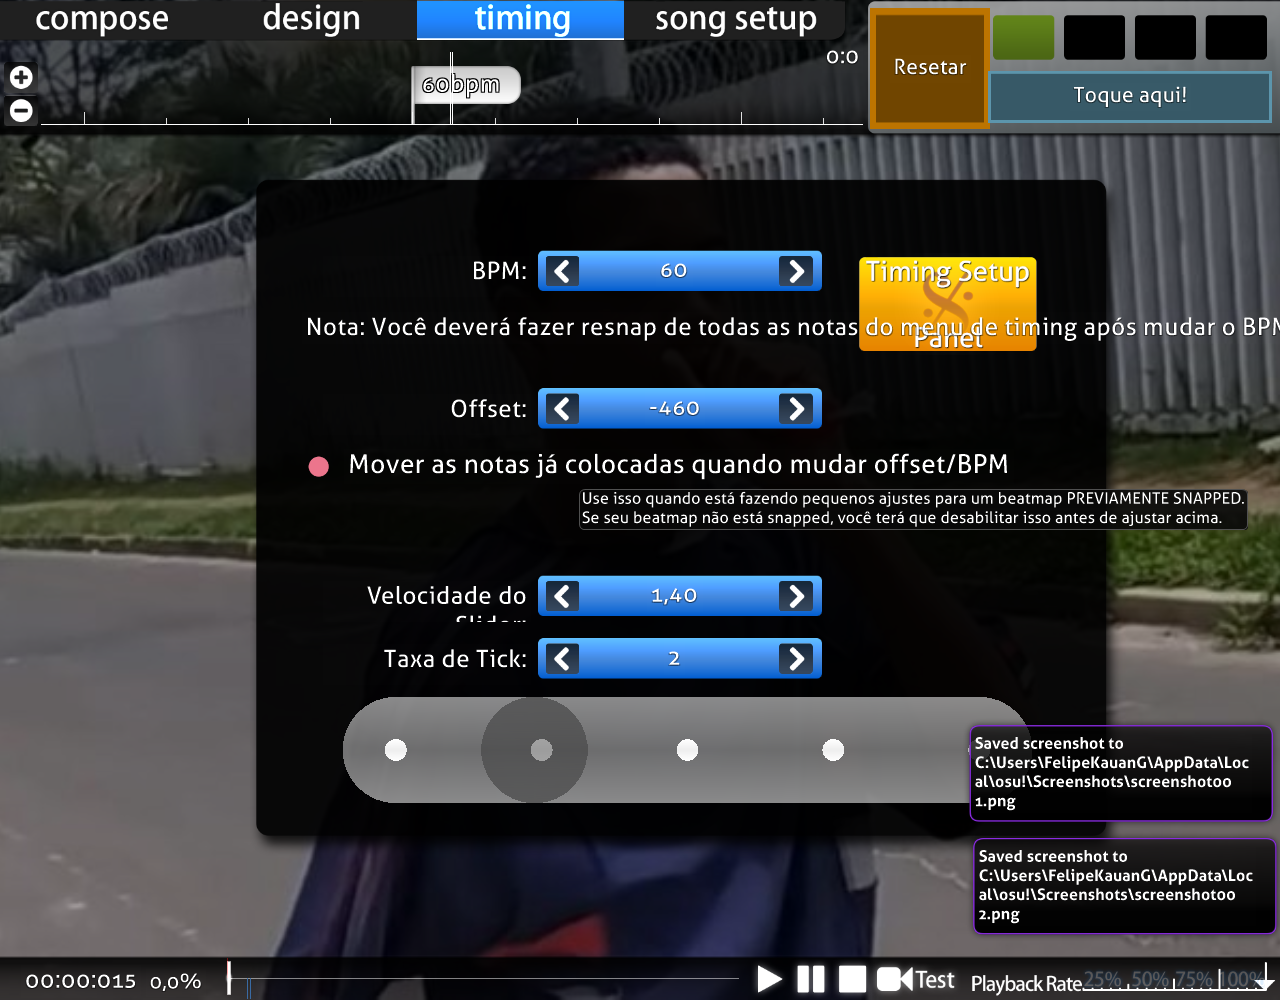 compose design timing song setup
60bpm
0:0
Resetar
Toque aqui!
BPM: 60
Timing Setup
Panel
Nota: Você deverá fazer resnap de todas as notas do menu de timing após mudar o BPM
Offset: -460
Mover as notas já colocadas quando mudar offset/BPM
Use isso quando está fazendo pequenos ajustes para um beatmap PREVIAMENTE SNAPPED.
Se seu beatmap não está snapped, você terá que desabilitar isso antes de ajustar acima.
Velocidade do 1,40
Slider:
Taxa de Tick: 2
Saved screenshot to
C:\Users\FelipeKauanG\AppData\Loc
al\osu!\Screenshots\screenshot00
1.png
Saved screenshot to
C:\Users\FelipeKauanG\AppData\Loc
al\osu!\Screenshots\screenshot00
2.png
00:00:015 0,0% Test Playback Rate 25% 50% 75% 100%